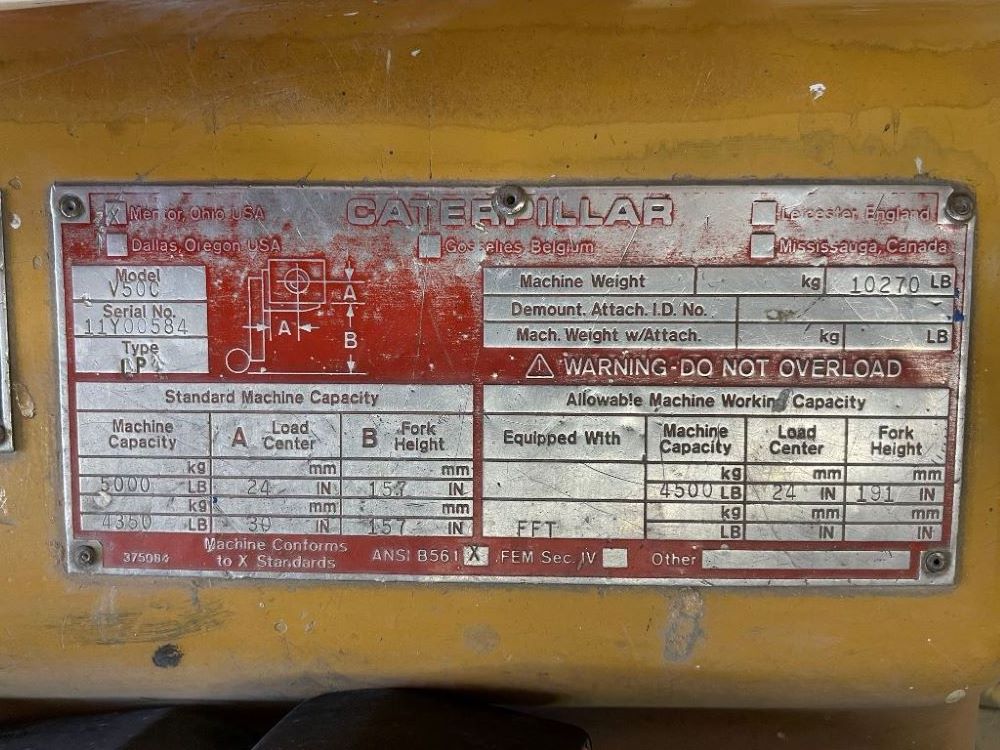 X Mentor, Ohio USA CATERPILLAR Leicester, England
Dallas, Oregon, USA Gosselies, Belgium Mississauga, Canada
Model
V50C
Serial No.
11Y00584
Type
LP
A
A
B
Machine Weight kg 10270 LB
Demount. Attach. I.D. No.
Mach. Weight w/Attach. kg LB
⚠ WARNING-DO NOT OVERLOAD
Standard Machine Capacity
Machine Capacity A Load Center B Fork Height
kg mm mm
5000 LB 24 IN 157 IN
kg mm mm
4350 LB 30 IN 157 IN
Allowable Machine Working Capacity
Equipped With Machine Capacity Load Center Fork Height
kg mm mm
4500 LB 24 IN 191 IN
kg mm mm
FFT LB IN IN
375084 Machine Conforms to X Standards ANSI B561 X FEM Sec. IV Other